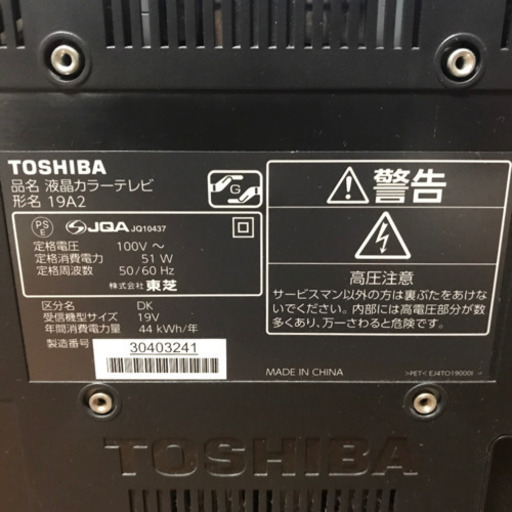 TOSHIBA
品名 液晶カラーテレビ
形名 19A2
G
PS
E
JQA JQ10437
定格電圧 100V ～
定格消費電力 51 W
定格周波数 50/60 Hz
株式会社 東芝
区分名 DK
受信機型サイズ 19V
年間消費電力量 44 kWh/年
製造番号
30403241
警告
高圧注意
サービスマン以外の方は裏ぶたをあけな
いでください。内部には高電圧部分が数
多くあり、万一さわると危険です。
MADE IN CHINA
>PET<
TOSHIBA